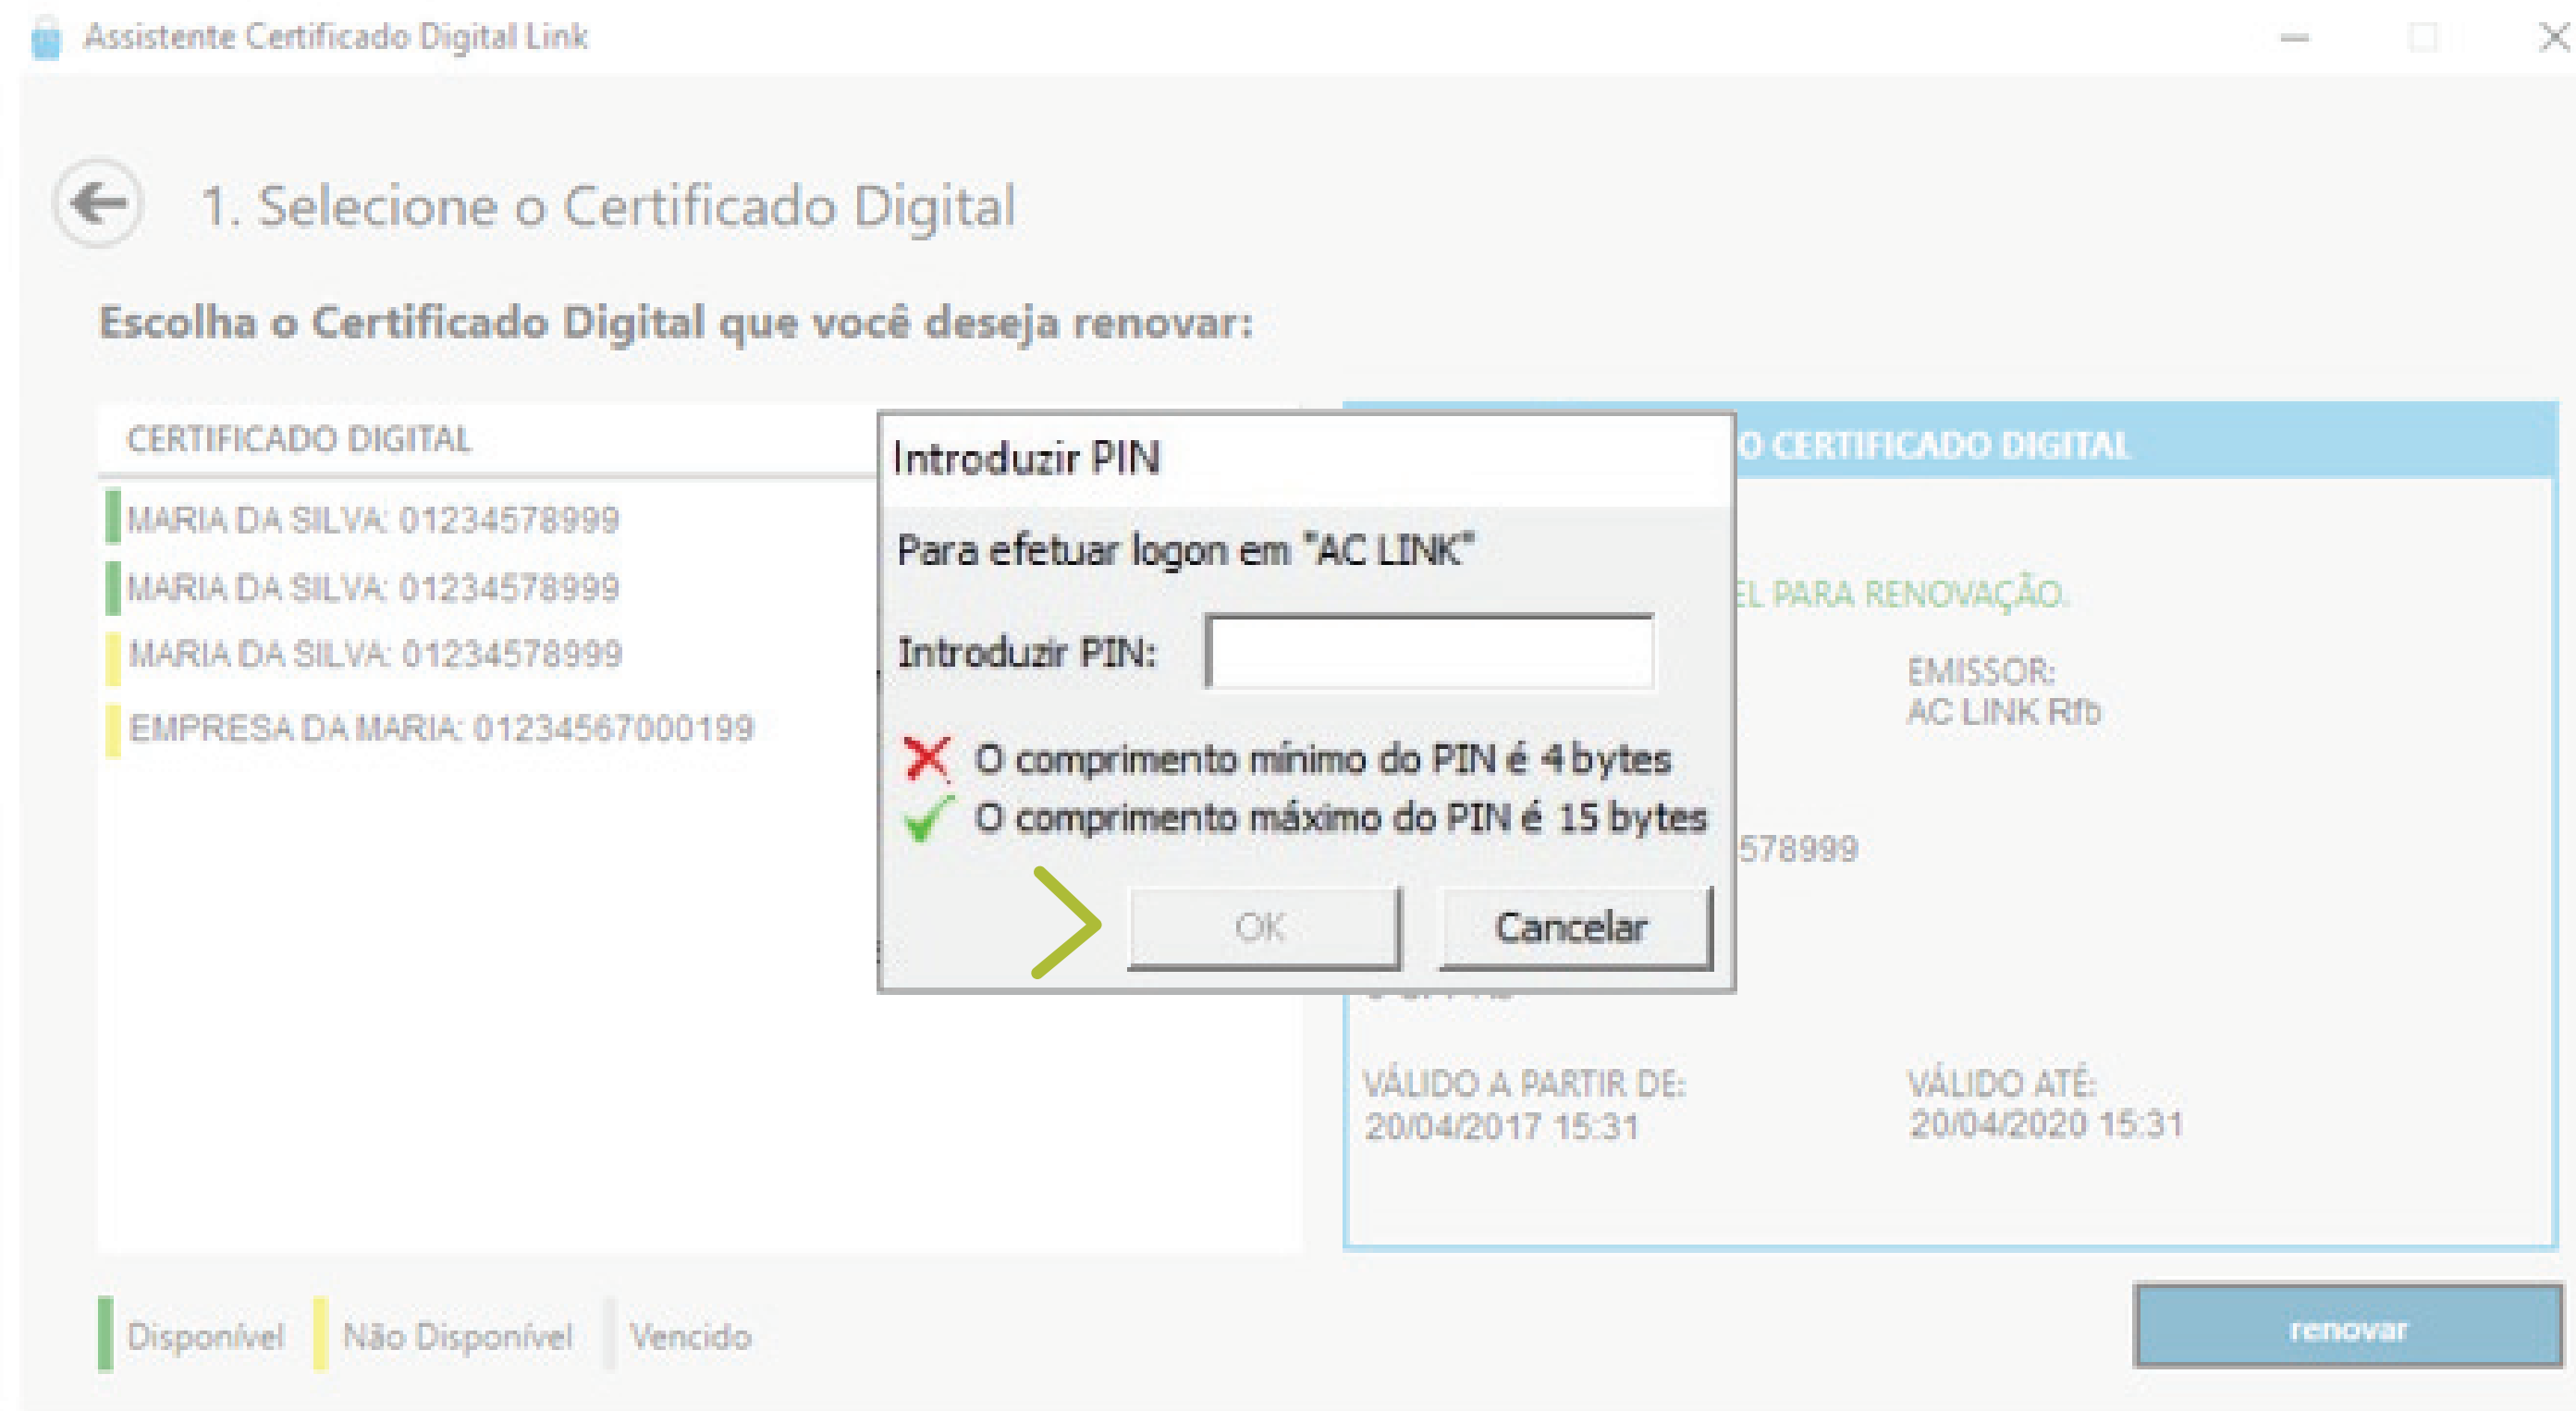 Assistente Certificado Digital Link
1. Selecione o Certificado Digital
Escolha o Certificado Digital que você deseja renovar:
CERTIFICADO DIGITAL
MARIA DA SILVA: 01234578999
MARIA DA SILVA: 01234578999
MARIA DA SILVA: 01234578999
EMPRESA DA MARIA: 01234567000199
Introduzir PIN
Para efetuar logon em "AC LINK"
Introduzir PIN:
O comprimento mínimo do PIN é 4 bytes
O comprimento máximo do PIN é 15 bytes
OK Cancelar
O CERTIFICADO DIGITAL
PARA RENOVAÇÃO.
EMISSOR:
AC LINK Rfb
578999
VÁLIDO A PARTIR DE: VÁLIDO ATÉ:
20/04/2017 15:31 20/04/2020 15:31
Disponível Não Disponível Vencido
renovar